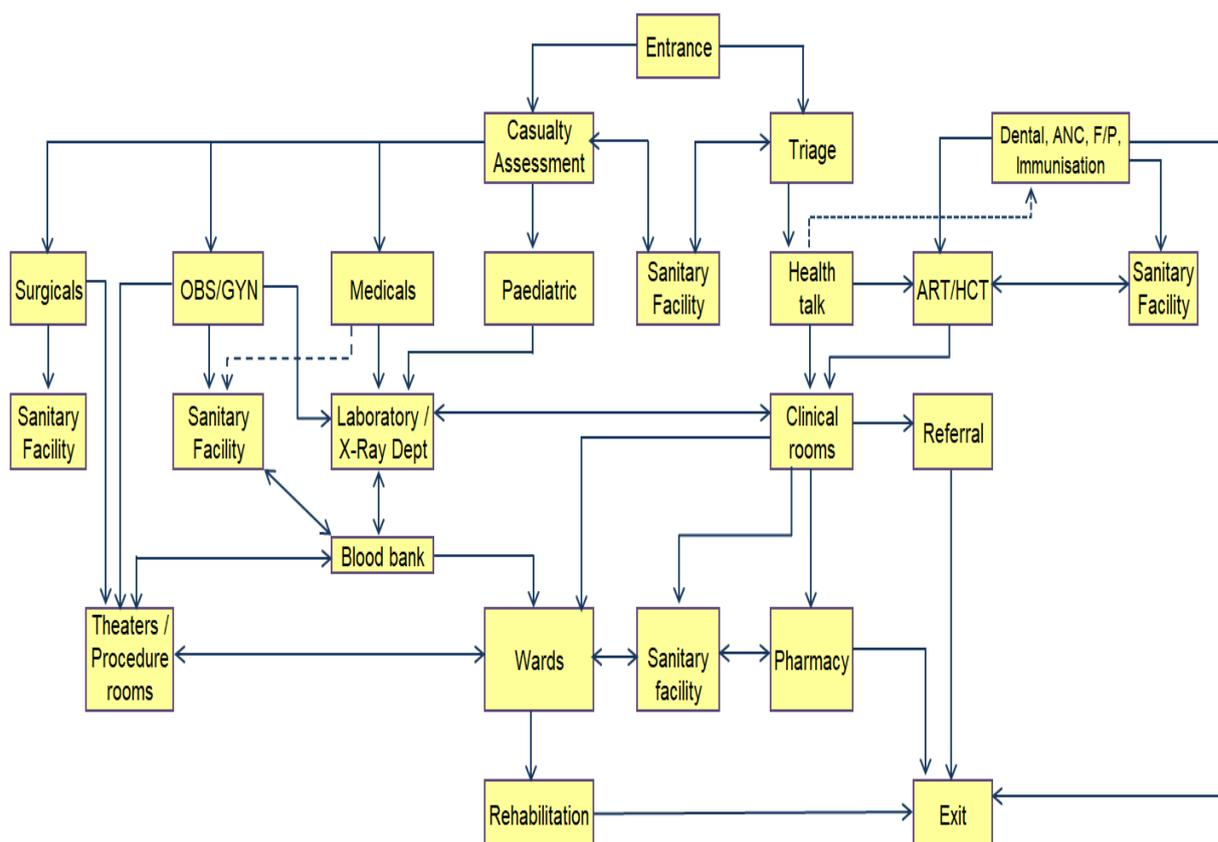 Entrance
Casualty
Assessment
Triage
Dental, ANC, F/P,
Immunisation
Surgicals
OBS/GYN
Medicals
Paediatric
Sanitary
Facility
Health
talk
ART/HCT
Sanitary
Facility
Sanitary
Facility
Sanitary
Facility
Laboratory /
X-Ray Dept
Clinical
rooms
Referral
Blood bank
Theaters /
Procedure
rooms
Wards
Sanitary
facility
Pharmacy
Rehabilitation
Exit